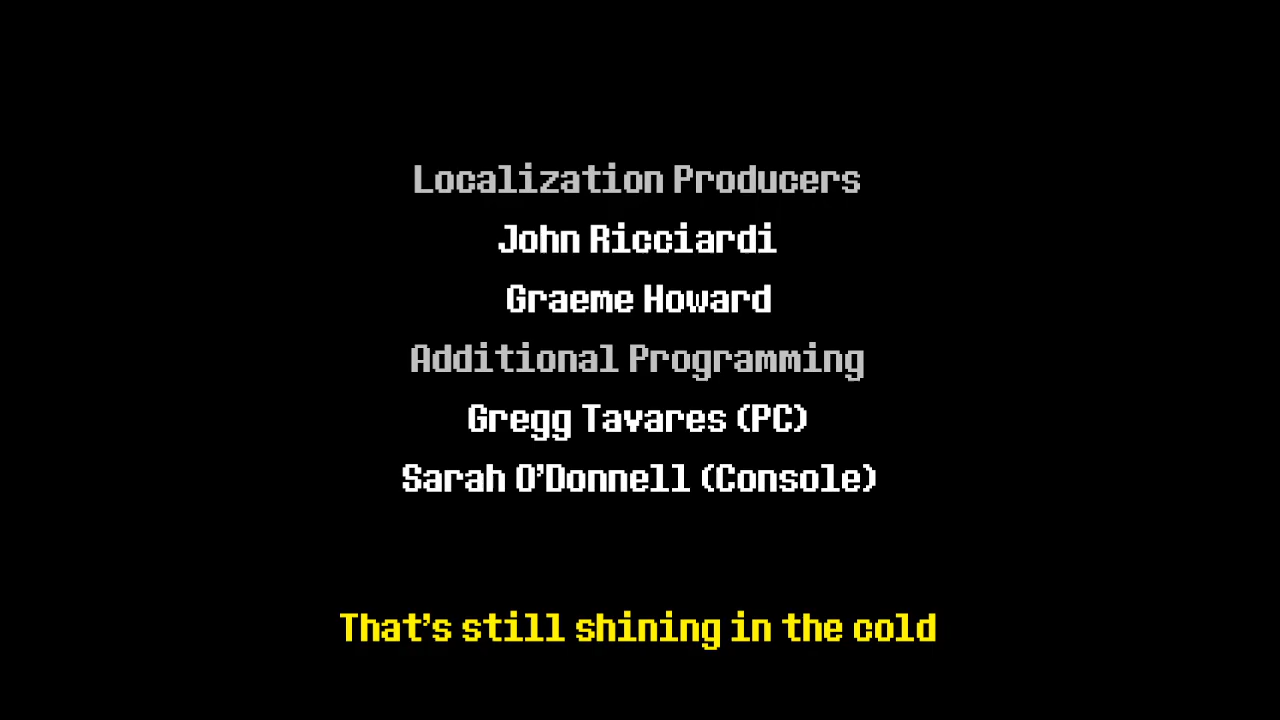 Localization Producers
John Ricciardi
Graeme Howard
Additional Programming
Gregg Tavares (PC)
Sarah O'Donnell (Console)
That's still shining in the cold